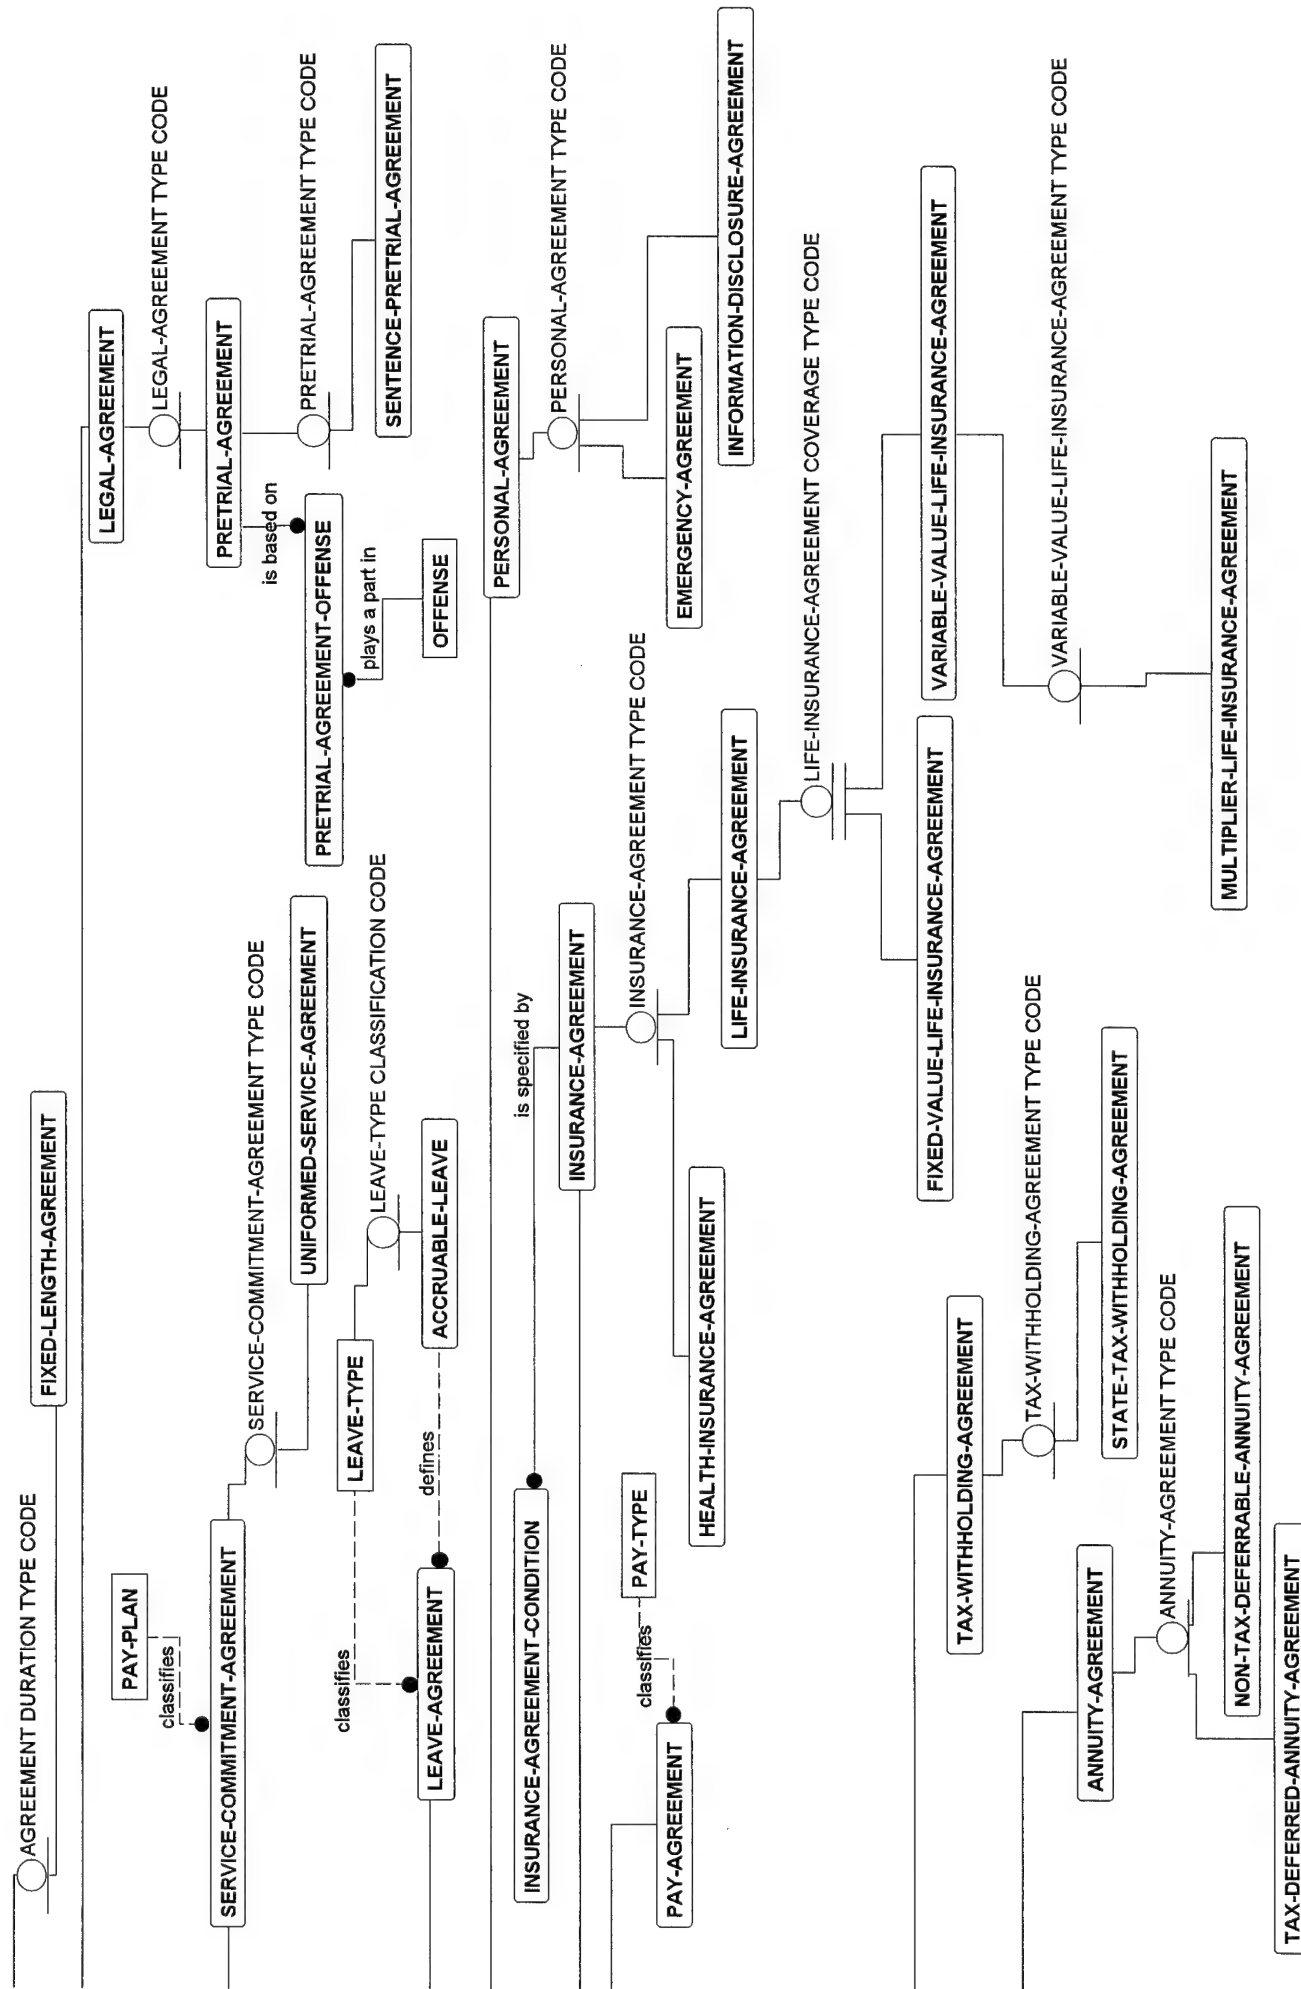 AGREEMENT DURATION TYPE CODE
FIXED-LENGTH-AGREEMENT
LEGAL-AGREEMENT
LEGAL-AGREEMENT TYPE CODE
PAY-PLAN
classifies
SERVICE-COMMITMENT-AGREEMENT
SERVICE-COMMITMENT-AGREEMENT TYPE CODE
UNIFORMED-SERVICE-AGREEMENT
PRETRIAL-AGREEMENT
is based on
PRETRIAL-AGREEMENT TYPE CODE
PRETRIAL-AGREEMENT-OFFENSE
plays a part in
OFFENSE
SENTENCE-PRETRIAL-AGREEMENT
LEAVE-TYPE
LEAVE-TYPE CLASSIFICATION CODE
classifies
defines
LEAVE-AGREEMENT
ACCRUABLE-LEAVE
PERSONAL-AGREEMENT
PERSONAL-AGREEMENT TYPE CODE
EMERGENCY-AGREEMENT
INFORMATION-DISCLOSURE-AGREEMENT
INSURANCE-AGREEMENT-CONDITION
is specified by
INSURANCE-AGREEMENT
INSURANCE-AGREEMENT TYPE CODE
PAY-TYPE
classifies
PAY-AGREEMENT
HEALTH-INSURANCE-AGREEMENT
LIFE-INSURANCE-AGREEMENT
LIFE-INSURANCE-AGREEMENT COVERAGE TYPE CODE
FIXED-VALUE-LIFE-INSURANCE-AGREEMENT
VARIABLE-VALUE-LIFE-INSURANCE-AGREEMENT
VARIABLE-VALUE-LIFE-INSURANCE-AGREEMENT TYPE CODE
MULTIPLIER-LIFE-INSURANCE-AGREEMENT
TAX-WITHHOLDING-AGREEMENT
TAX-WITHHOLDING-AGREEMENT TYPE CODE
STATE-TAX-WITHHOLDING-AGREEMENT
ANNUITY-AGREEMENT
ANNUITY-AGREEMENT TYPE CODE
NON-TAX-DEFERRABLE-ANNUITY-AGREEMENT
TAX-DEFERRED-ANNUITY-AGREEMENT